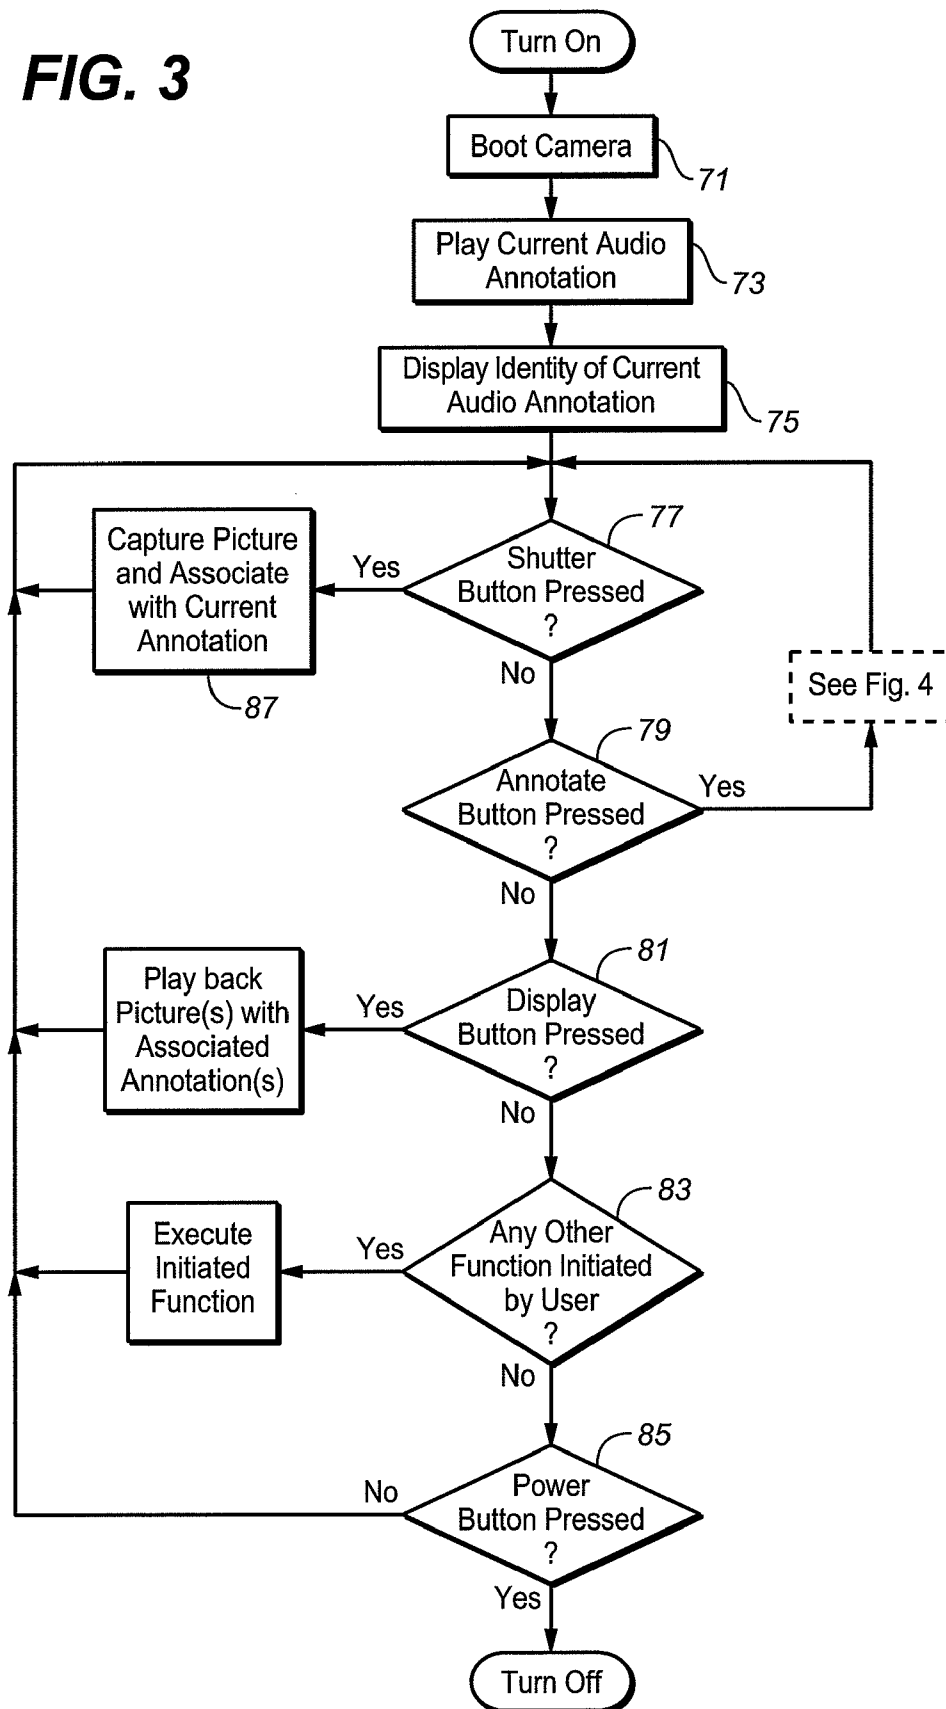 FIG. 3
Turn On
Boot Camera
71
Play Current Audio
Annotation
73
Display Identity of Current
Audio Annotation
75
77
Shutter
Button Pressed
?
Yes
Capture Picture
and Associate
with Current
Annotation
87
No
See Fig. 4
79
Annotate
Button Pressed
?
Yes
No
81
Display
Button Pressed
?
Yes
Play back
Picture(s) with
Associated
Annotation(s)
No
83
Any Other
Function Initiated
by User
?
Yes
Execute
Initiated
Function
No
85
Power
Button Pressed
?
No
Yes
Turn Off